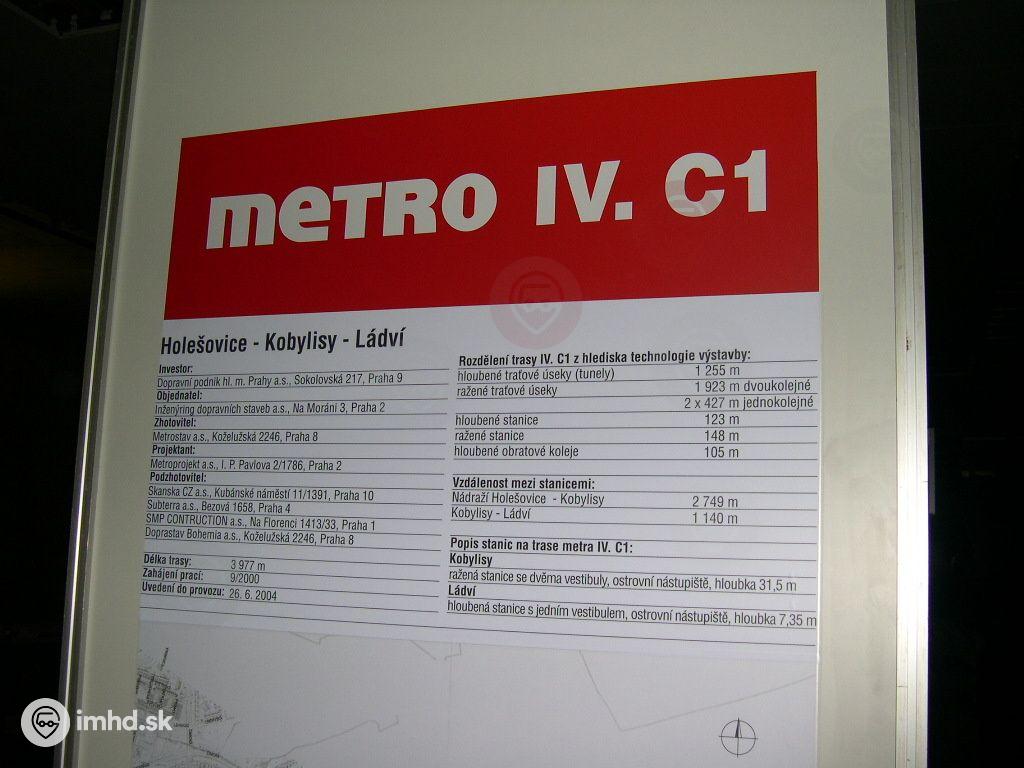 METRO IV. C1
Holešovice - Kobylisy - Ládví
Investor:
Dopravní podnik hl. m. Prahy a.s., Sokolovská 217, Praha 9
Objednatel:
Inženýring dopravních staveb a.s., Na Moráni 3, Praha 2
Zhotovitel:
Metrostav a.s., Koželužská 2246, Praha 8
Projektant:
Metroprojekt a.s., I. P. Pavlova 2/1786, Praha 2
Podzhotovitel:
Skanska CZ a.s., Kubánské náměstí 11/1391, Praha 10
Subterra a.s., Bezová 1658, Praha 4
SMP CONTRUCTION a.s., Na Florenci 1413/33, Praha 1
Doprastav Bohemia a.s., Koželužská 2246, Praha 8
Délka trasy: 3 977 m
Zahájení prací: 9/2000
Uvedení do provozu: 26. 6. 2004
Rozdělení trasy IV. C1 z hlediska technologie výstavby:
hloubené traťové úseky (tunely) 1 255 m
ražené traťové úseky 1 923 m dvoukolejné
2 x 427 m jednokolejné
hloubené stanice 123 m
ražené stanice 148 m
hloubené obratové koleje 105 m
Vzdálenost mezi stanicemi:
Nádraží Holešovice - Kobylisy 2 749 m
Kobylisy - Ládví 1 140 m
Popis stanic na trase metra IV. C1:
Kobylisy
ražená stanice se dvěma vestibuly, ostrovní nástupiště, hloubka 31,5 m
Ládví
hloubená stanice s jedním vestibulem, ostrovní nástupiště, hloubka 7,35 m
imhd.sk